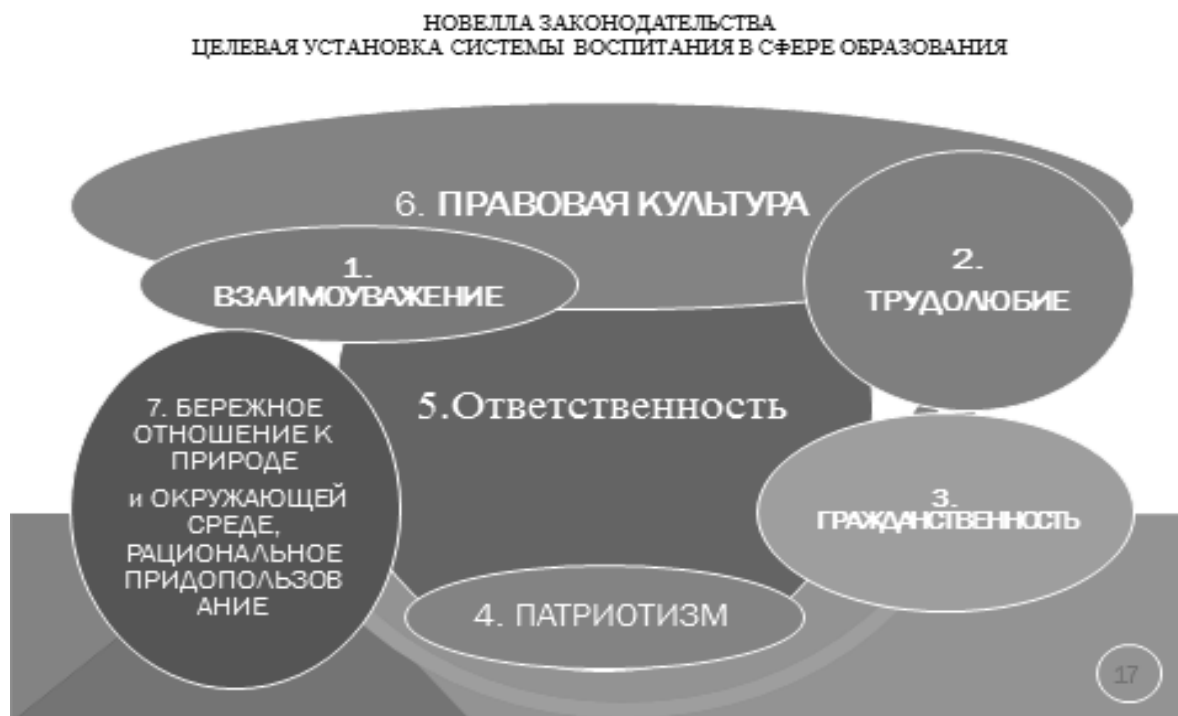 НОВЕЛЛА ЗАКОНОДАТЕЛЬСТВА
ЦЕЛЕВАЯ УСТАНОВКА СИСТЕМЫ ВОСПИТАНИЯ В СФЕРЕ ОБРАЗОВАНИЯ
6. ПРАВОВАЯ КУЛЬТУРА
1.
ВЗАИМОУВАЖЕНИЕ
2.
ТРУДОЛЮБИЕ
5.Ответственность
7. БЕРЕЖНОЕ
ОТНОШЕНИЕ К
ПРИРОДЕ
и ОКРУЖАЮЩЕЙ
СРЕДЕ,
РАЦИОНАЛЬНОЕ
ПРИДОПОЛЬЗОВ
АНИЕ
3.
ГРАЖДАНСТВЕННОСТЬ
4. ПАТРИОТИЗМ
17